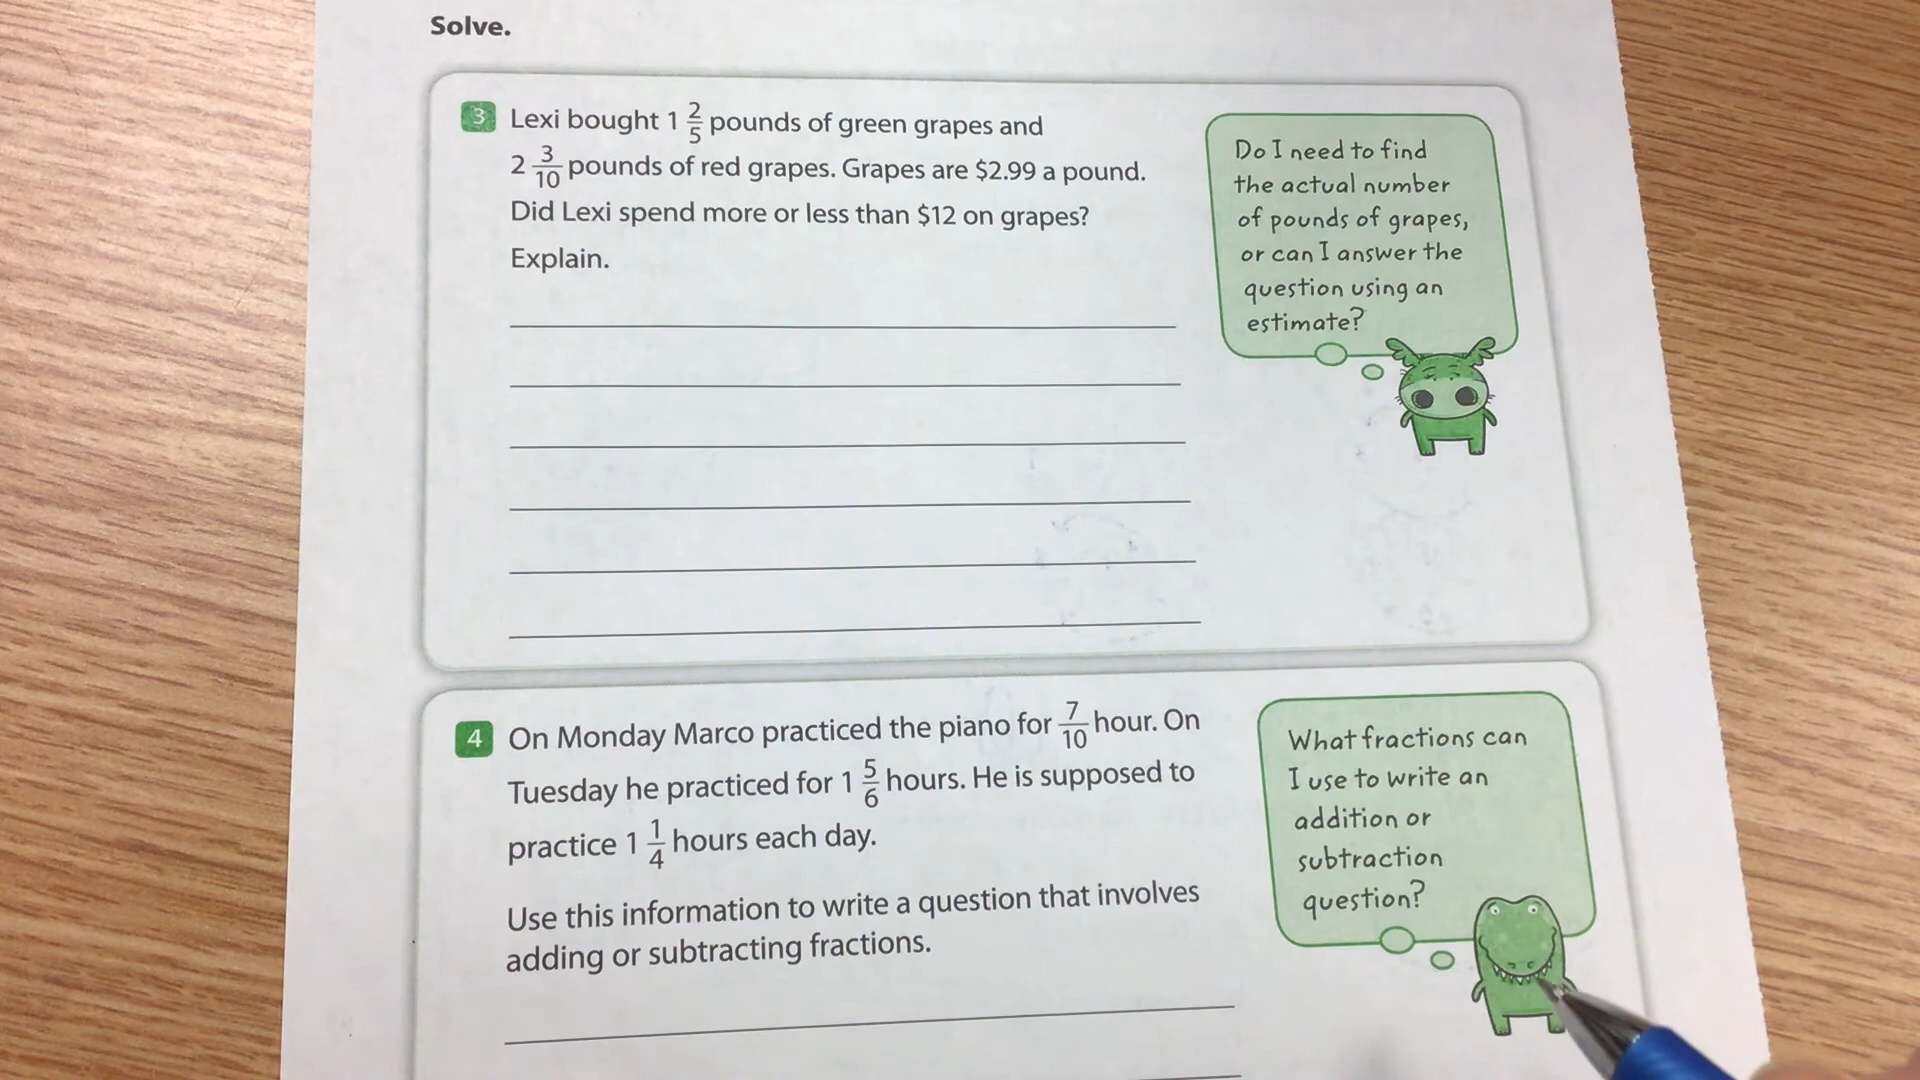 Solve.
3 Lexi bought 1 2/5 pounds of green grapes and
2 3/10 pounds of red grapes. Grapes are $2.99 a pound.
Did Lexi spend more or less than $12 on grapes?
Explain.
Do I need to find
the actual number
of pounds of grapes,
or can I answer the
question using an
estimate?
4 On Monday Marco practiced the piano for 7/10 hour. On
Tuesday he practiced for 1 5/6 hours. He is supposed to
practice 1 1/4 hours each day.
Use this information to write a question that involves
adding or subtracting fractions.
What fractions can
I use to write an
addition or
subtraction
question?